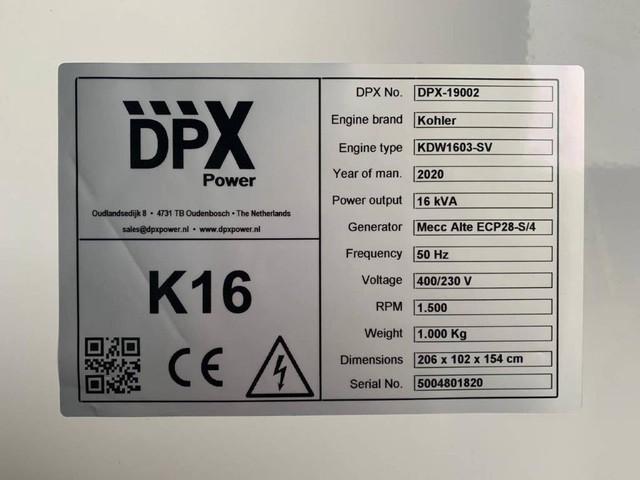 DPX
Power
Oudlandsedijk 8 • 4731 TB Oudenbosch • The Netherlands
sales@dpxpower.nl • www.dpxpower.nl
K16
CE
DPX No. DPX-19002
Engine brand Kohler
Engine type KDW1603-SV
Year of man. 2020
Power output 16 kVA
Generator Mecc Alte ECP28-S/4
Frequency 50 Hz
Voltage 400/230 V
RPM 1.500
Weight 1.000 Kg
Dimensions 206 x 102 x 154 cm
Serial No. 5004801820